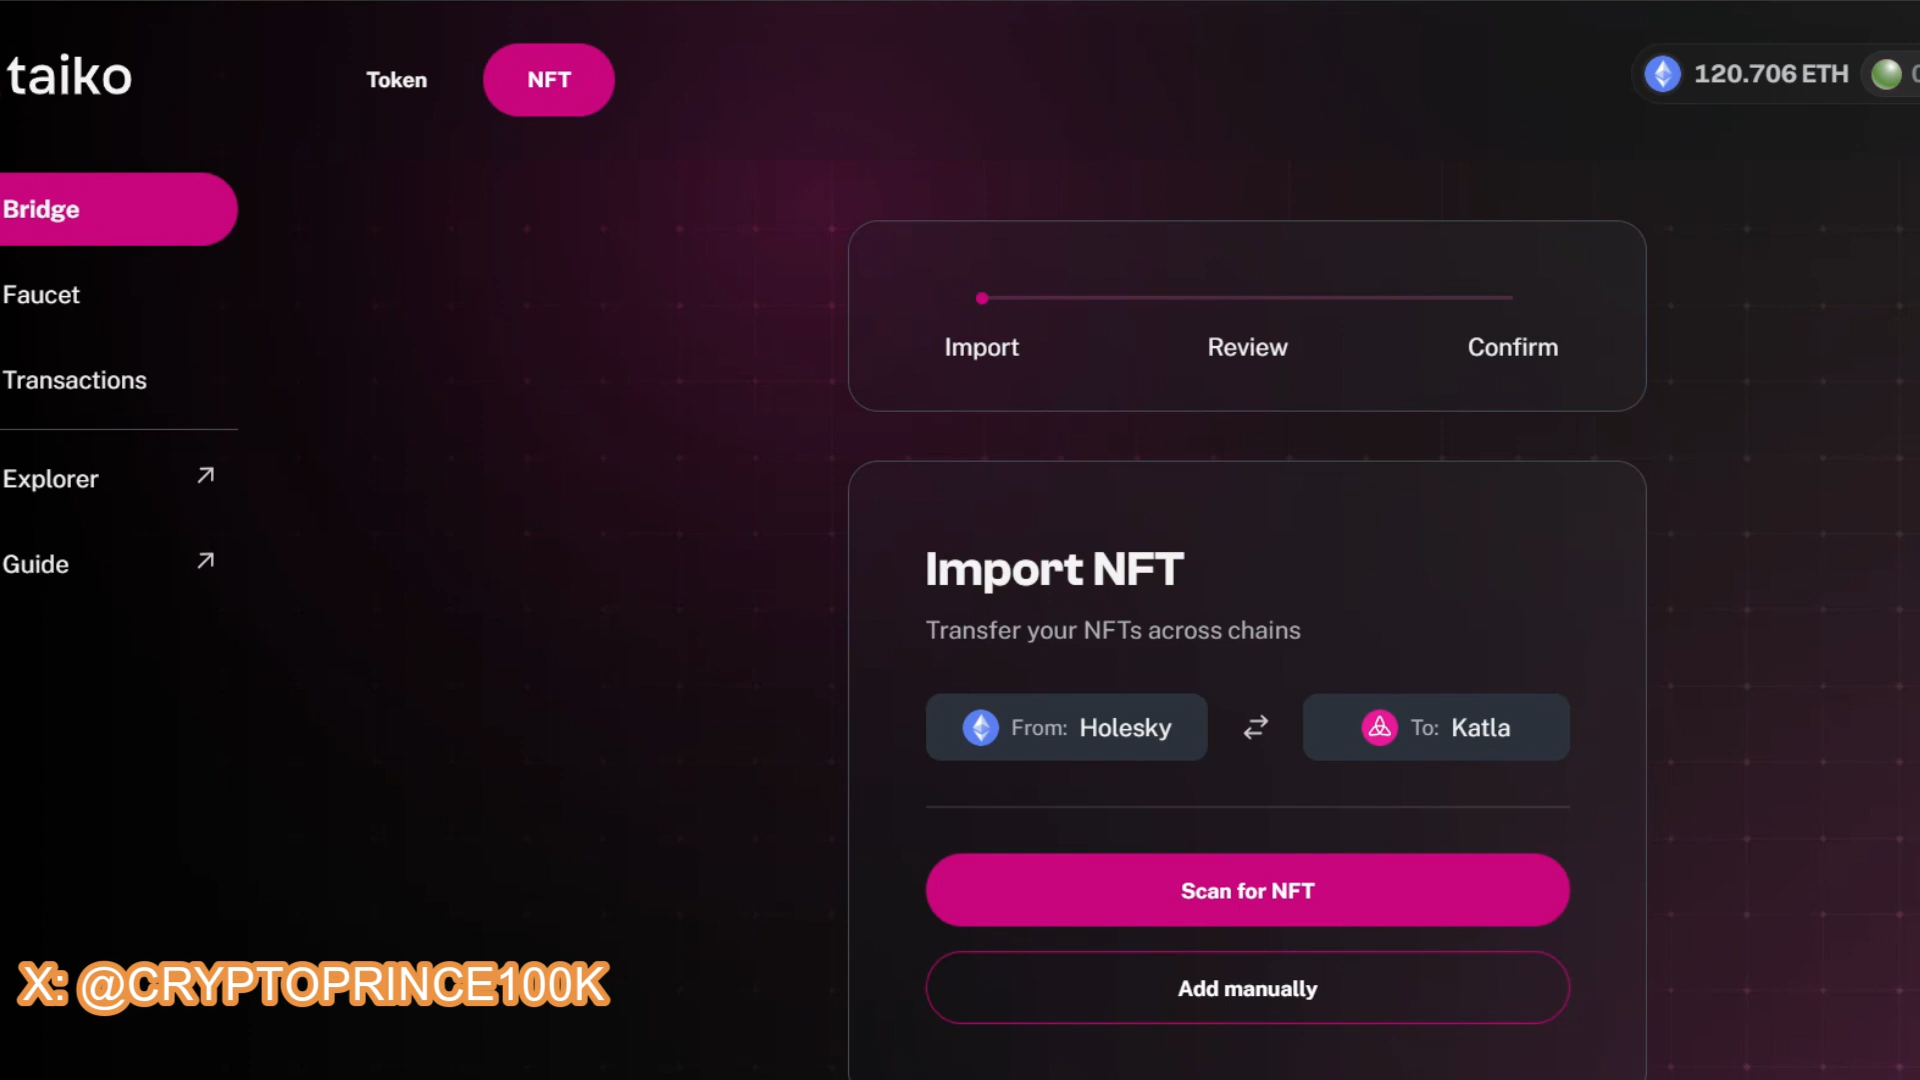 taiko
Token
NFT
120.706 ETH
Bridge
Faucet
Transactions
Explorer
Guide
Import
Review
Confirm
Import NFT
Transfer your NFTs across chains
From: Holesky
To: Katla
Scan for NFT
Add manually
X: @CRYPTOPRINCE100K